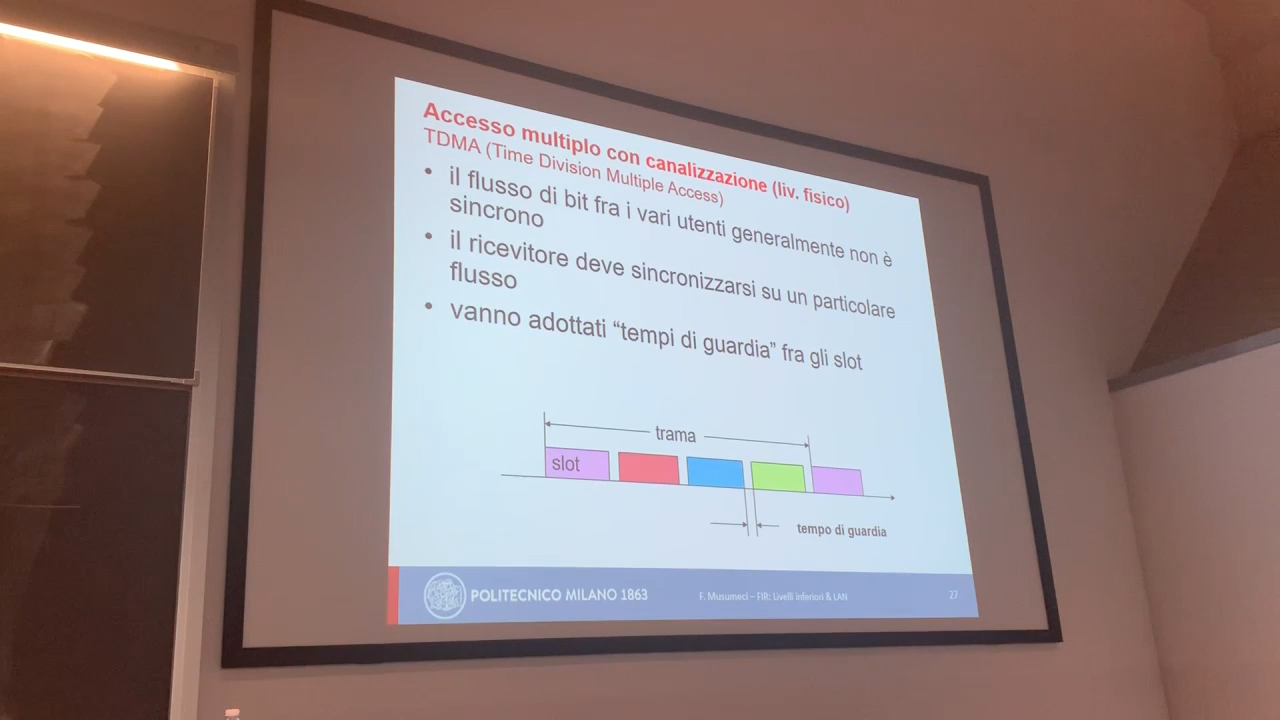 Accesso multiplo con canalizzazione (liv. fisico)
TDMA (Time Division Multiple Access)
• il flusso di bit fra i vari utenti generalmente non è
sincrono
• il ricevitore deve sincronizzarsi su un particolare
flusso
• vanno adottati “tempi di guardia” fra gli slot
trama
slot
tempo di guardia
POLITECNICO MILANO 1863
F. Musumeci – FIR: Livelli inferiori & LAN
27